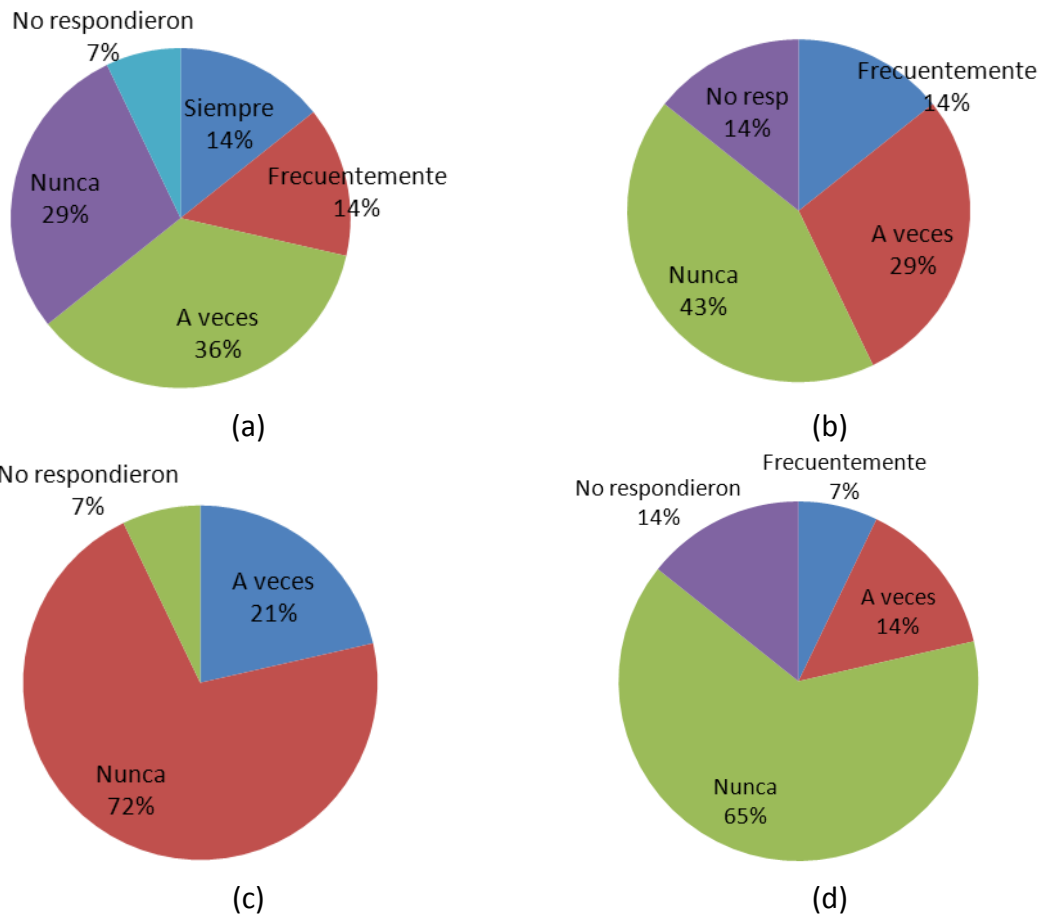 No respondieron
7%
Siempre
14%
Frecuentemente
14%
A veces
36%
Nunca
29%
(a)
Frecuentemente
14%
A veces
29%
Nunca
43%
No resp
14%
(b)
No respondieron
7%
A veces
21%
Nunca
72%
(c)
Frecuentemente
7%
No respondieron
14%
A veces
14%
Nunca
65%
(d)